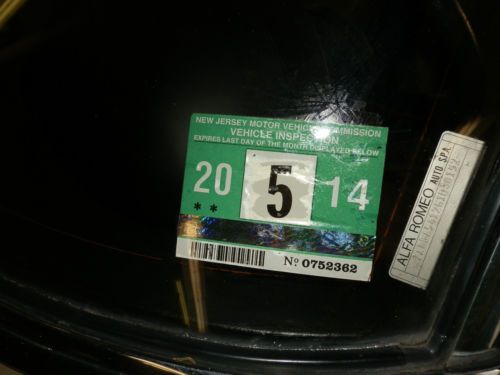 NEW JERSEY MOTOR VEHICLE COMMISSION
VEHICLE INSPECTION
EXPIRES LAST DAY OF THE MONTH DISPLAYED BELOW
20 5 14
**
Nº 0752362
ALFA ROMEO AUTO S.P.A.